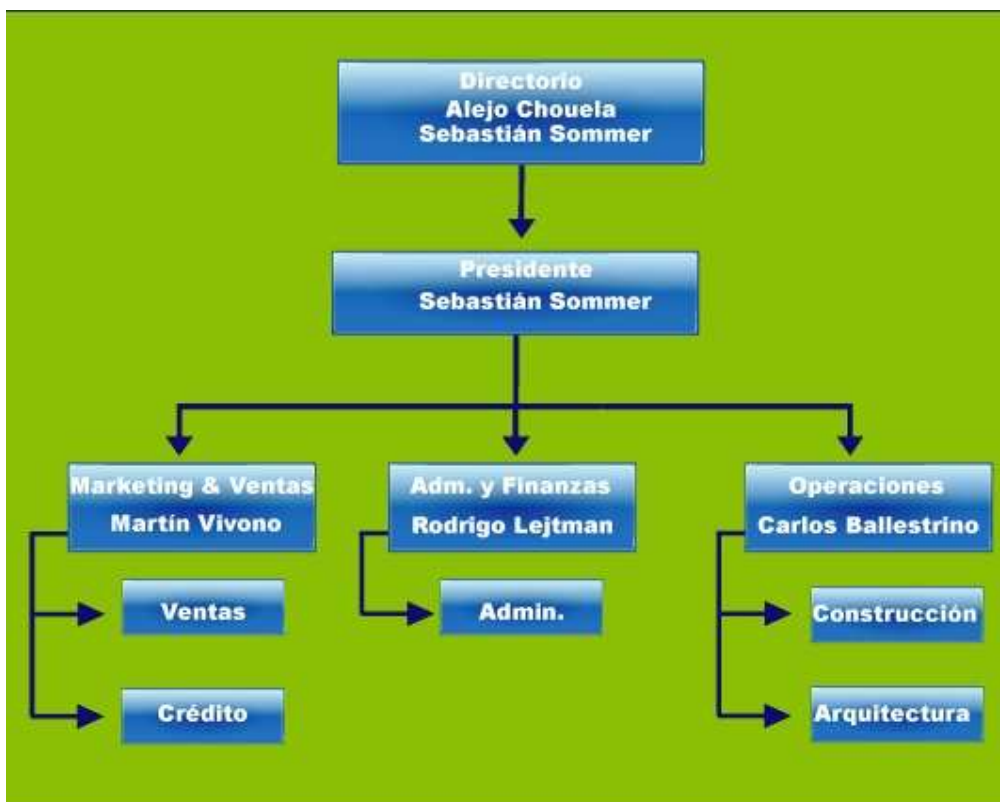 Directorio
Alejo Chouela
Sebastián Sommer
Presidente
Sebastián Sommer
Marketing & Ventas
Martín Vivono
Adm. y Finanzas
Rodrigo Lejtman
Operaciones
Carlos Ballestrino
Ventas
Admin.
Construcción
Crédito
Arquitectura